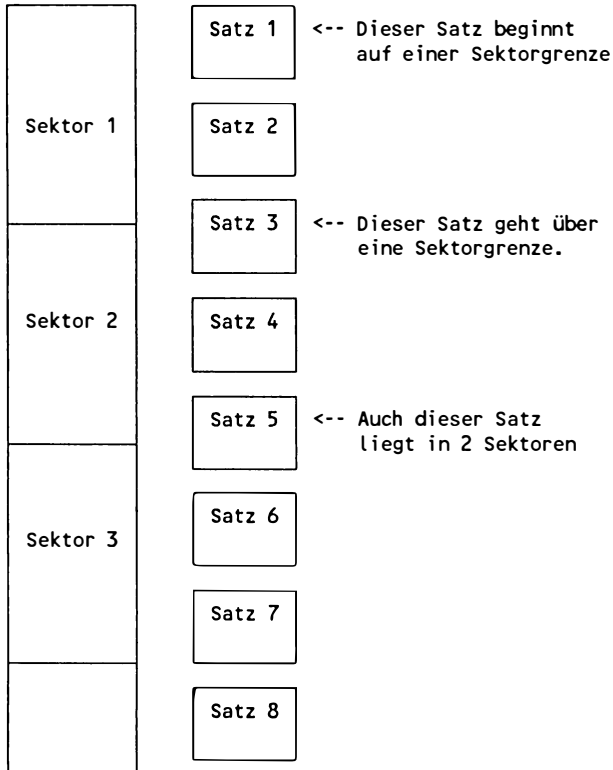 Satz 1 <-- Dieser Satz beginnt
auf einer Sektorgrenze
Sektor 1 Satz 2
Satz 3 <-- Dieser Satz geht über
eine Sektorgrenze.
Sektor 2 Satz 4
Satz 5 <-- Auch dieser Satz
liegt in 2 Sektoren
Satz 6
Sektor 3
Satz 7
Satz 8